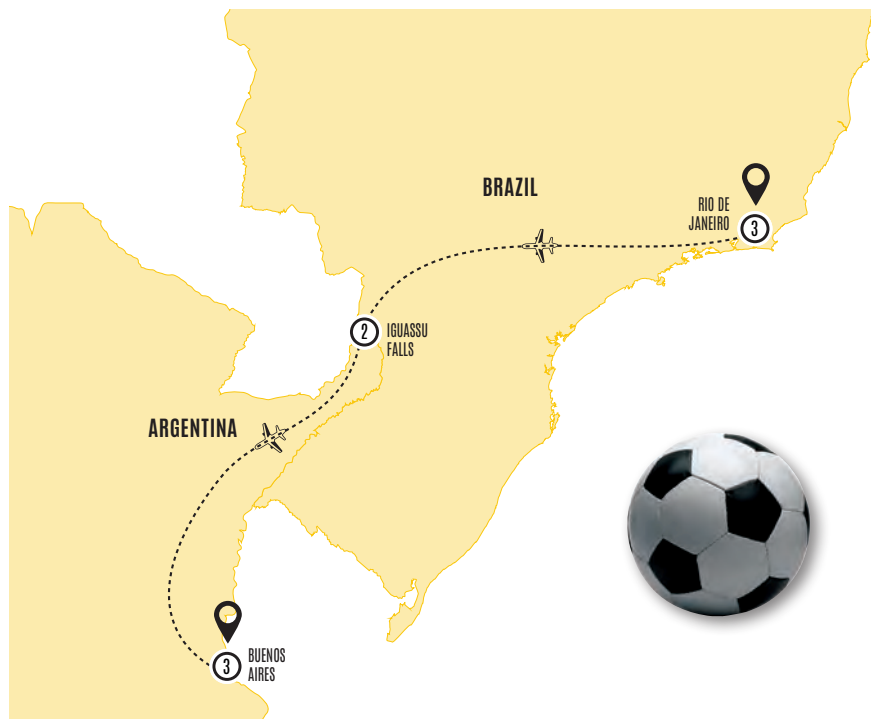 BRAZIL
RIO DE
JANEIRO
3
2
IGUASSU
FALLS
ARGENTINA
3
BUENOS
AIRES